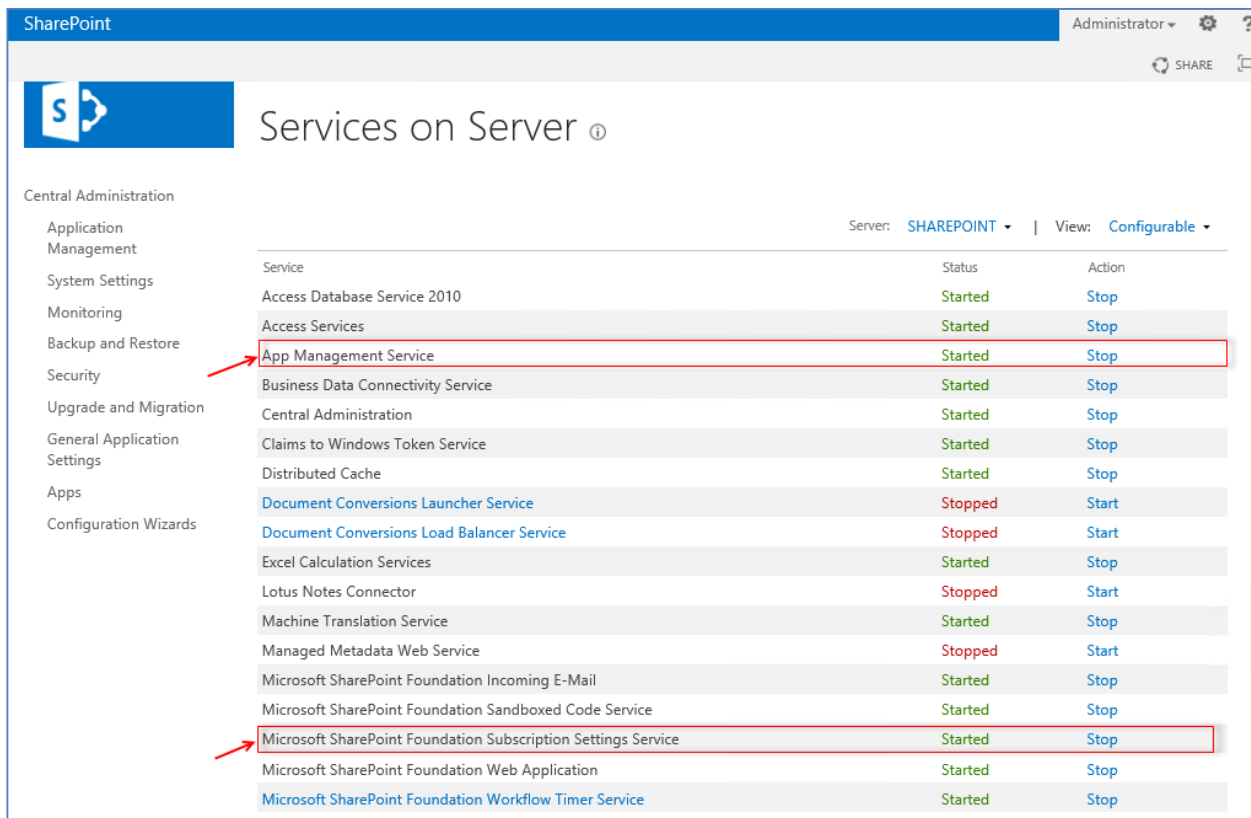 SharePoint
Administrator
?
SHARE
S
Services on Server
Central Administration
Application
Management
System Settings
Monitoring
Backup and Restore
Security
Upgrade and Migration
General Application
Settings
Apps
Configuration Wizards
Server: SHAREPOINT | View: Configurable
Service Status Action
Access Database Service 2010 Started Stop
Access Services Started Stop
App Management Service Started Stop
Business Data Connectivity Service Started Stop
Central Administration Started Stop
Claims to Windows Token Service Started Stop
Distributed Cache Started Stop
Document Conversions Launcher Service Stopped Start
Document Conversions Load Balancer Service Stopped Start
Excel Calculation Services Started Stop
Lotus Notes Connector Stopped Start
Machine Translation Service Started Stop
Managed Metadata Web Service Stopped Start
Microsoft SharePoint Foundation Incoming E-Mail Started Stop
Microsoft SharePoint Foundation Sandboxed Code Service Started Stop
Microsoft SharePoint Foundation Subscription Settings Service Started Stop
Microsoft SharePoint Foundation Web Application Started Stop
Microsoft SharePoint Foundation Workflow Timer Service Started Stop